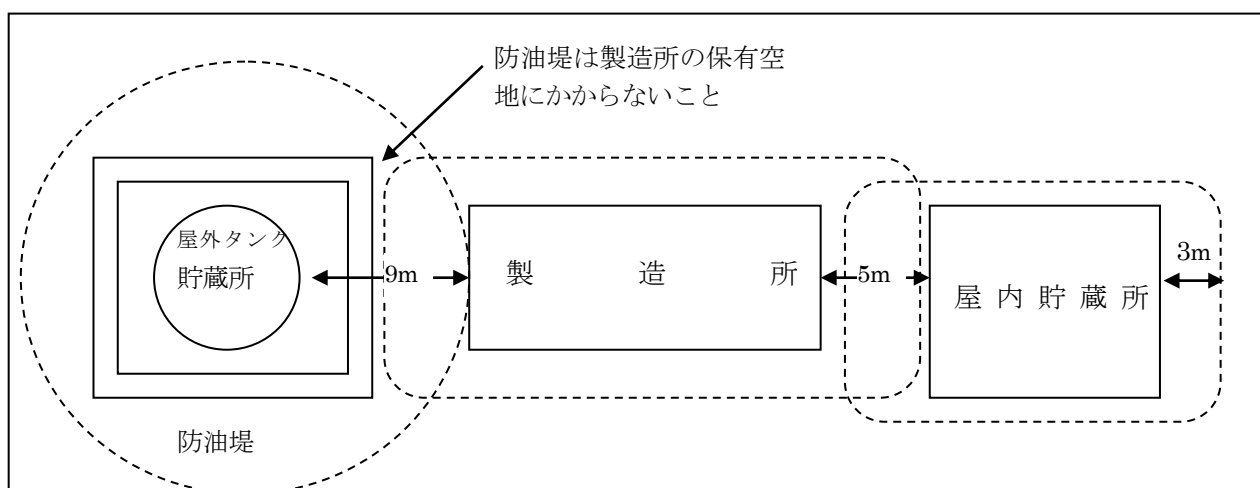 防油堤は製造所の保有空
地にかからないこと
屋外タンク
貯蔵所
9m
製造所
5m
屋内貯蔵所
3m
防油堤